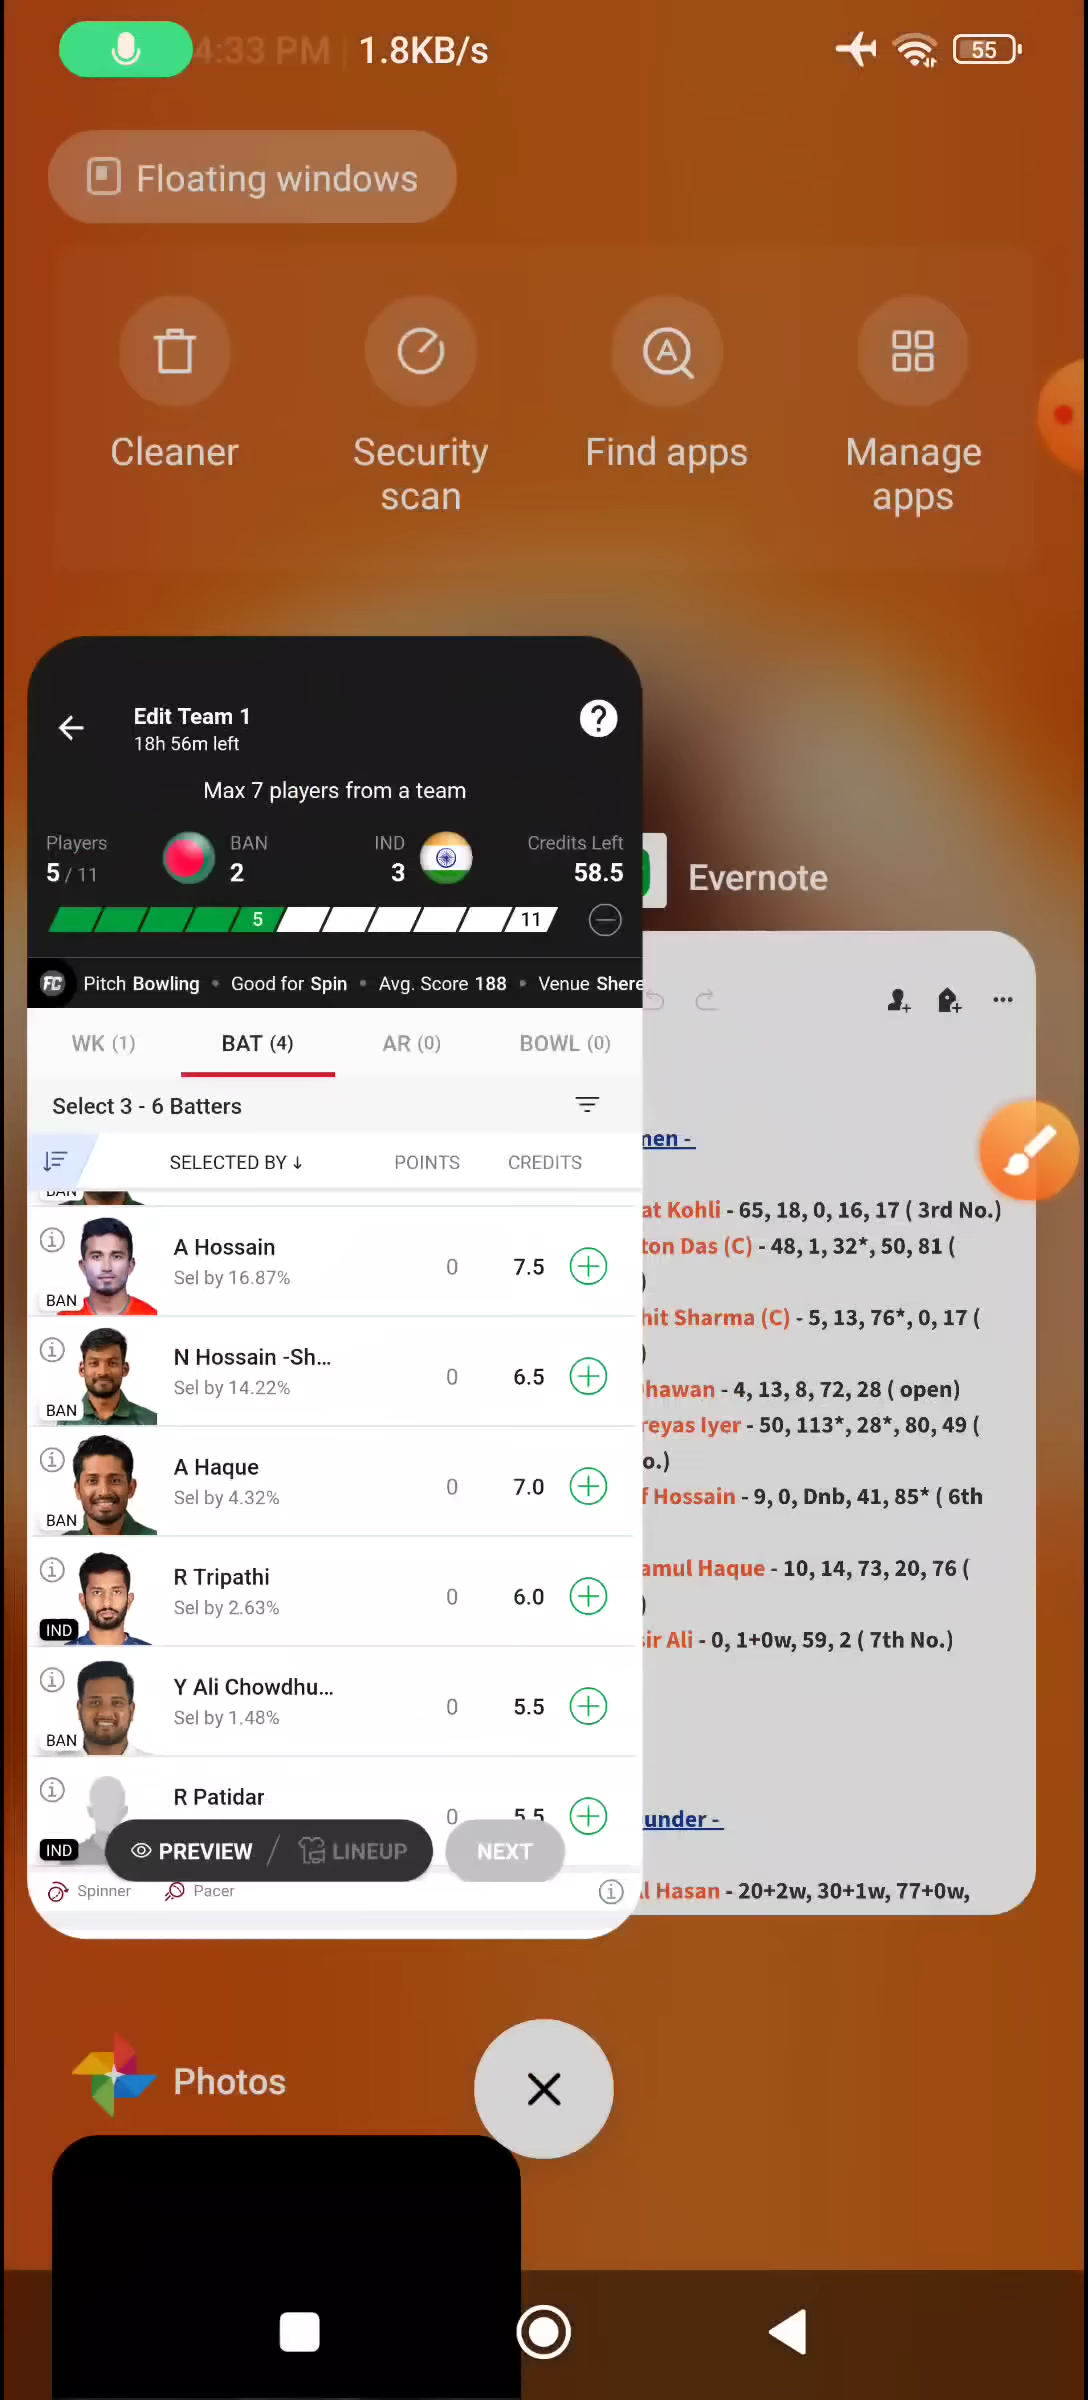 4:33 PM | 1.8KB/s
55
Floating windows
Cleaner
Security scan
Find apps
Manage apps
Edit Team 1
18h 56m left
?
Max 7 players from a team
Players
5 / 11
BAN
2
IND
3
Credits Left
58.5
5
11
FC Pitch Bowling • Good for Spin • Avg. Score 188 • Venue Shere
WK (1)
BAT (4)
AR (0)
BOWL (0)
Select 3 - 6 Batters
SELECTED BY ↓
POINTS
CREDITS
BAN
A Hossain
Sel by 16.87%
0
7.5
BAN
N Hossain -Sh...
Sel by 14.22%
0
6.5
BAN
A Haque
Sel by 4.32%
0
7.0
BAN
R Tripathi
Sel by 2.63%
0
6.0
IND
Y Ali Chowdhu...
Sel by 1.48%
0
5.5
BAN
R Patidar
0
5.5
IND
PREVIEW / LINEUP
NEXT
Spinner
Pacer
Evernote
men -
at Kohli - 65, 18, 0, 16, 17 ( 3rd No.)
ton Das (C) - 48, 1, 32*, 50, 81 (
)
hit Sharma (C) - 5, 13, 76*, 0, 17 (
)
hawan - 4, 13, 8, 72, 28 ( open)
reyas Iyer - 50, 113*, 28*, 80, 49 (
o.)
f Hossain - 9, 0, Dnb, 41, 85* ( 6th
amul Haque - 10, 14, 73, 20, 76 (
)
sir Ali - 0, 1+0w, 59, 2 ( 7th No.)
under -
l Hasan - 20+2w, 30+1w, 77+0w,
Photos